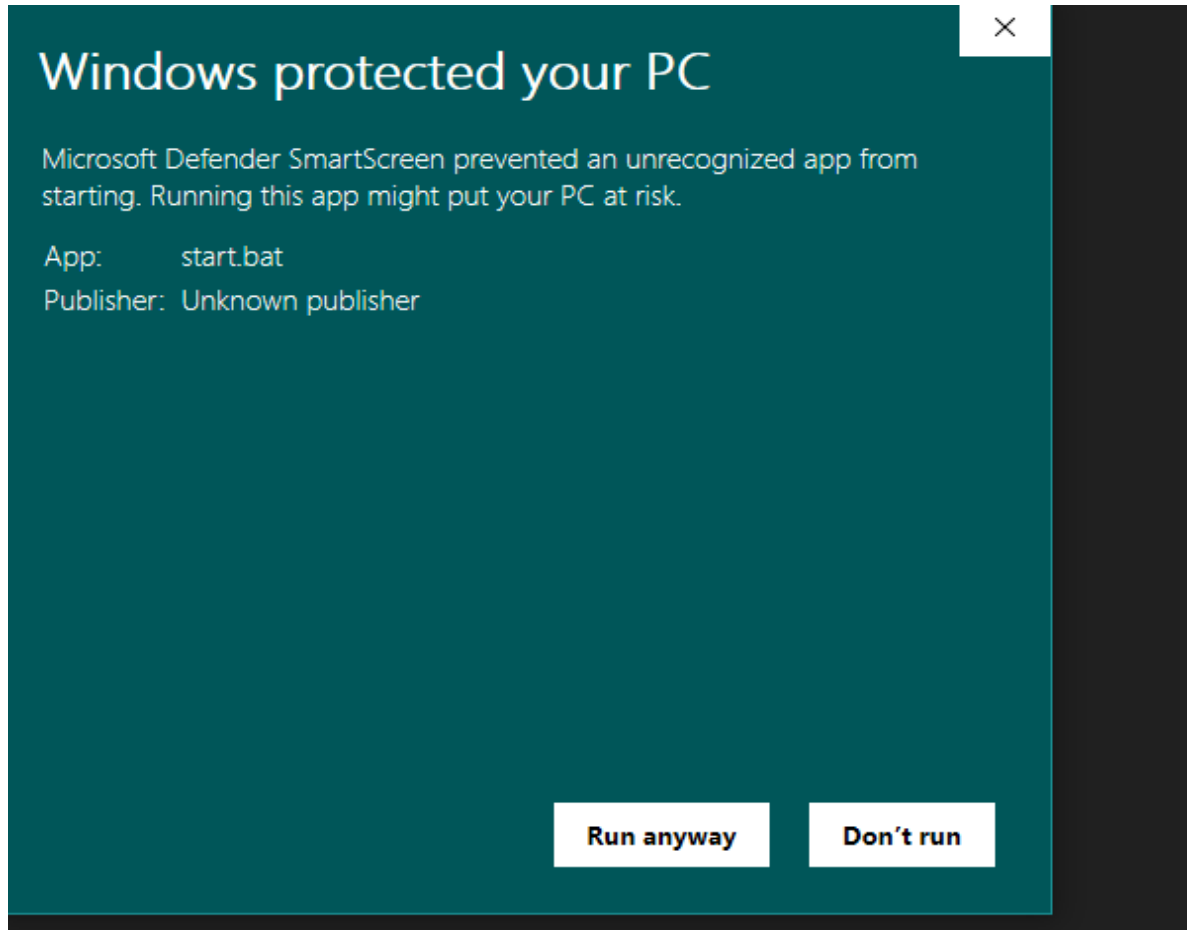 Windows protected your PC
Microsoft Defender SmartScreen prevented an unrecognized app from
starting. Running this app might put your PC at risk.
App: start.bat
Publisher: Unknown publisher
Run anyway Don’t run